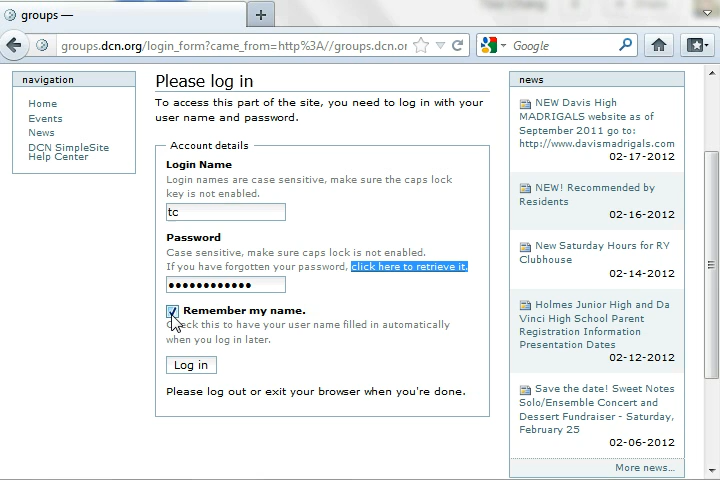 groups —
groups.dcn.org/login_form?came_from=http%3A//groups.dcn.or
Google
navigation
Home
Events
News
DCN SimpleSite
Help Center
Please log in
To access this part of the site, you need to log in with your
user name and password.
Account details
Login Name
Login names are case sensitive, make sure the caps lock
key is not enabled.
tc
Password
Case sensitive, make sure caps lock is not enabled.
If you have forgotten your password, click here to retrieve it.
••••••••••••
Remember my name.
Check this to have your user name filled in automatically
when you log in later.
Log in
Please log out or exit your browser when you're done.
news
NEW Davis High
MADRIGALS website as of
September 2011 go to:
http://www.davismadrigals.com
02-17-2012
NEW! Recommended by
Residents
02-16-2012
New Saturday Hours for RY
Clubhouse
02-14-2012
Holmes Junior High and Da
Vinci High School Parent
Registration Information
Presentation Dates
02-12-2012
Save the date! Sweet Notes
Solo/Ensemble Concert and
Dessert Fundraiser - Saturday,
February 25
02-06-2012
More news...